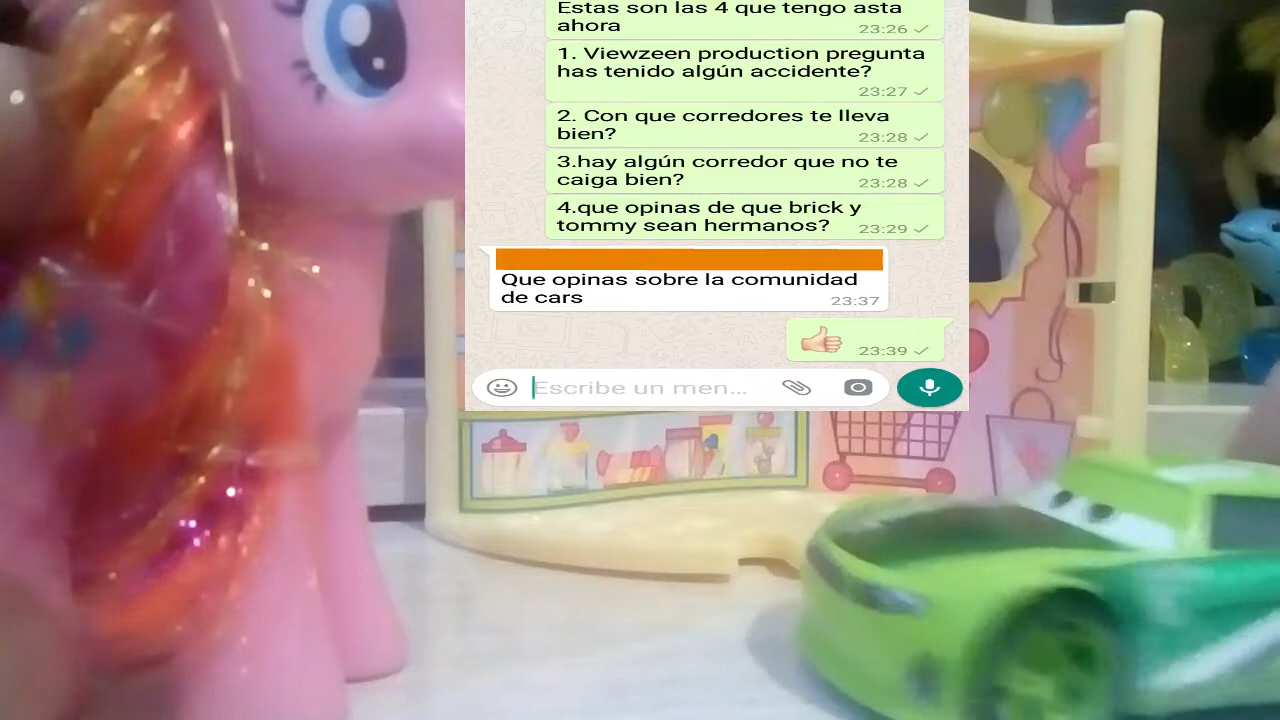 Estas son las 4 que tengo asta
ahora
23:26
1. Viewzeen production pregunta
has tenido algún accidente?
23:27
2. Con que corredores te lleva
bien?
23:28
3.hay algún corredor que no te
caiga bien?
23:28
4.que opinas de que brick y
tommy sean hermanos?
23:29
Que opinas sobre la comunidad
de cars
23:37
23:39
Escribe un men...